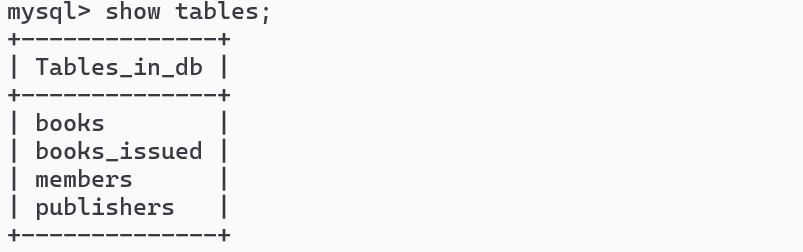 mysql> show tables;
+--------------+
| Tables_in_db |
+--------------+
| books        |
| books_issued |
| members      |
| publishers   |
+--------------+